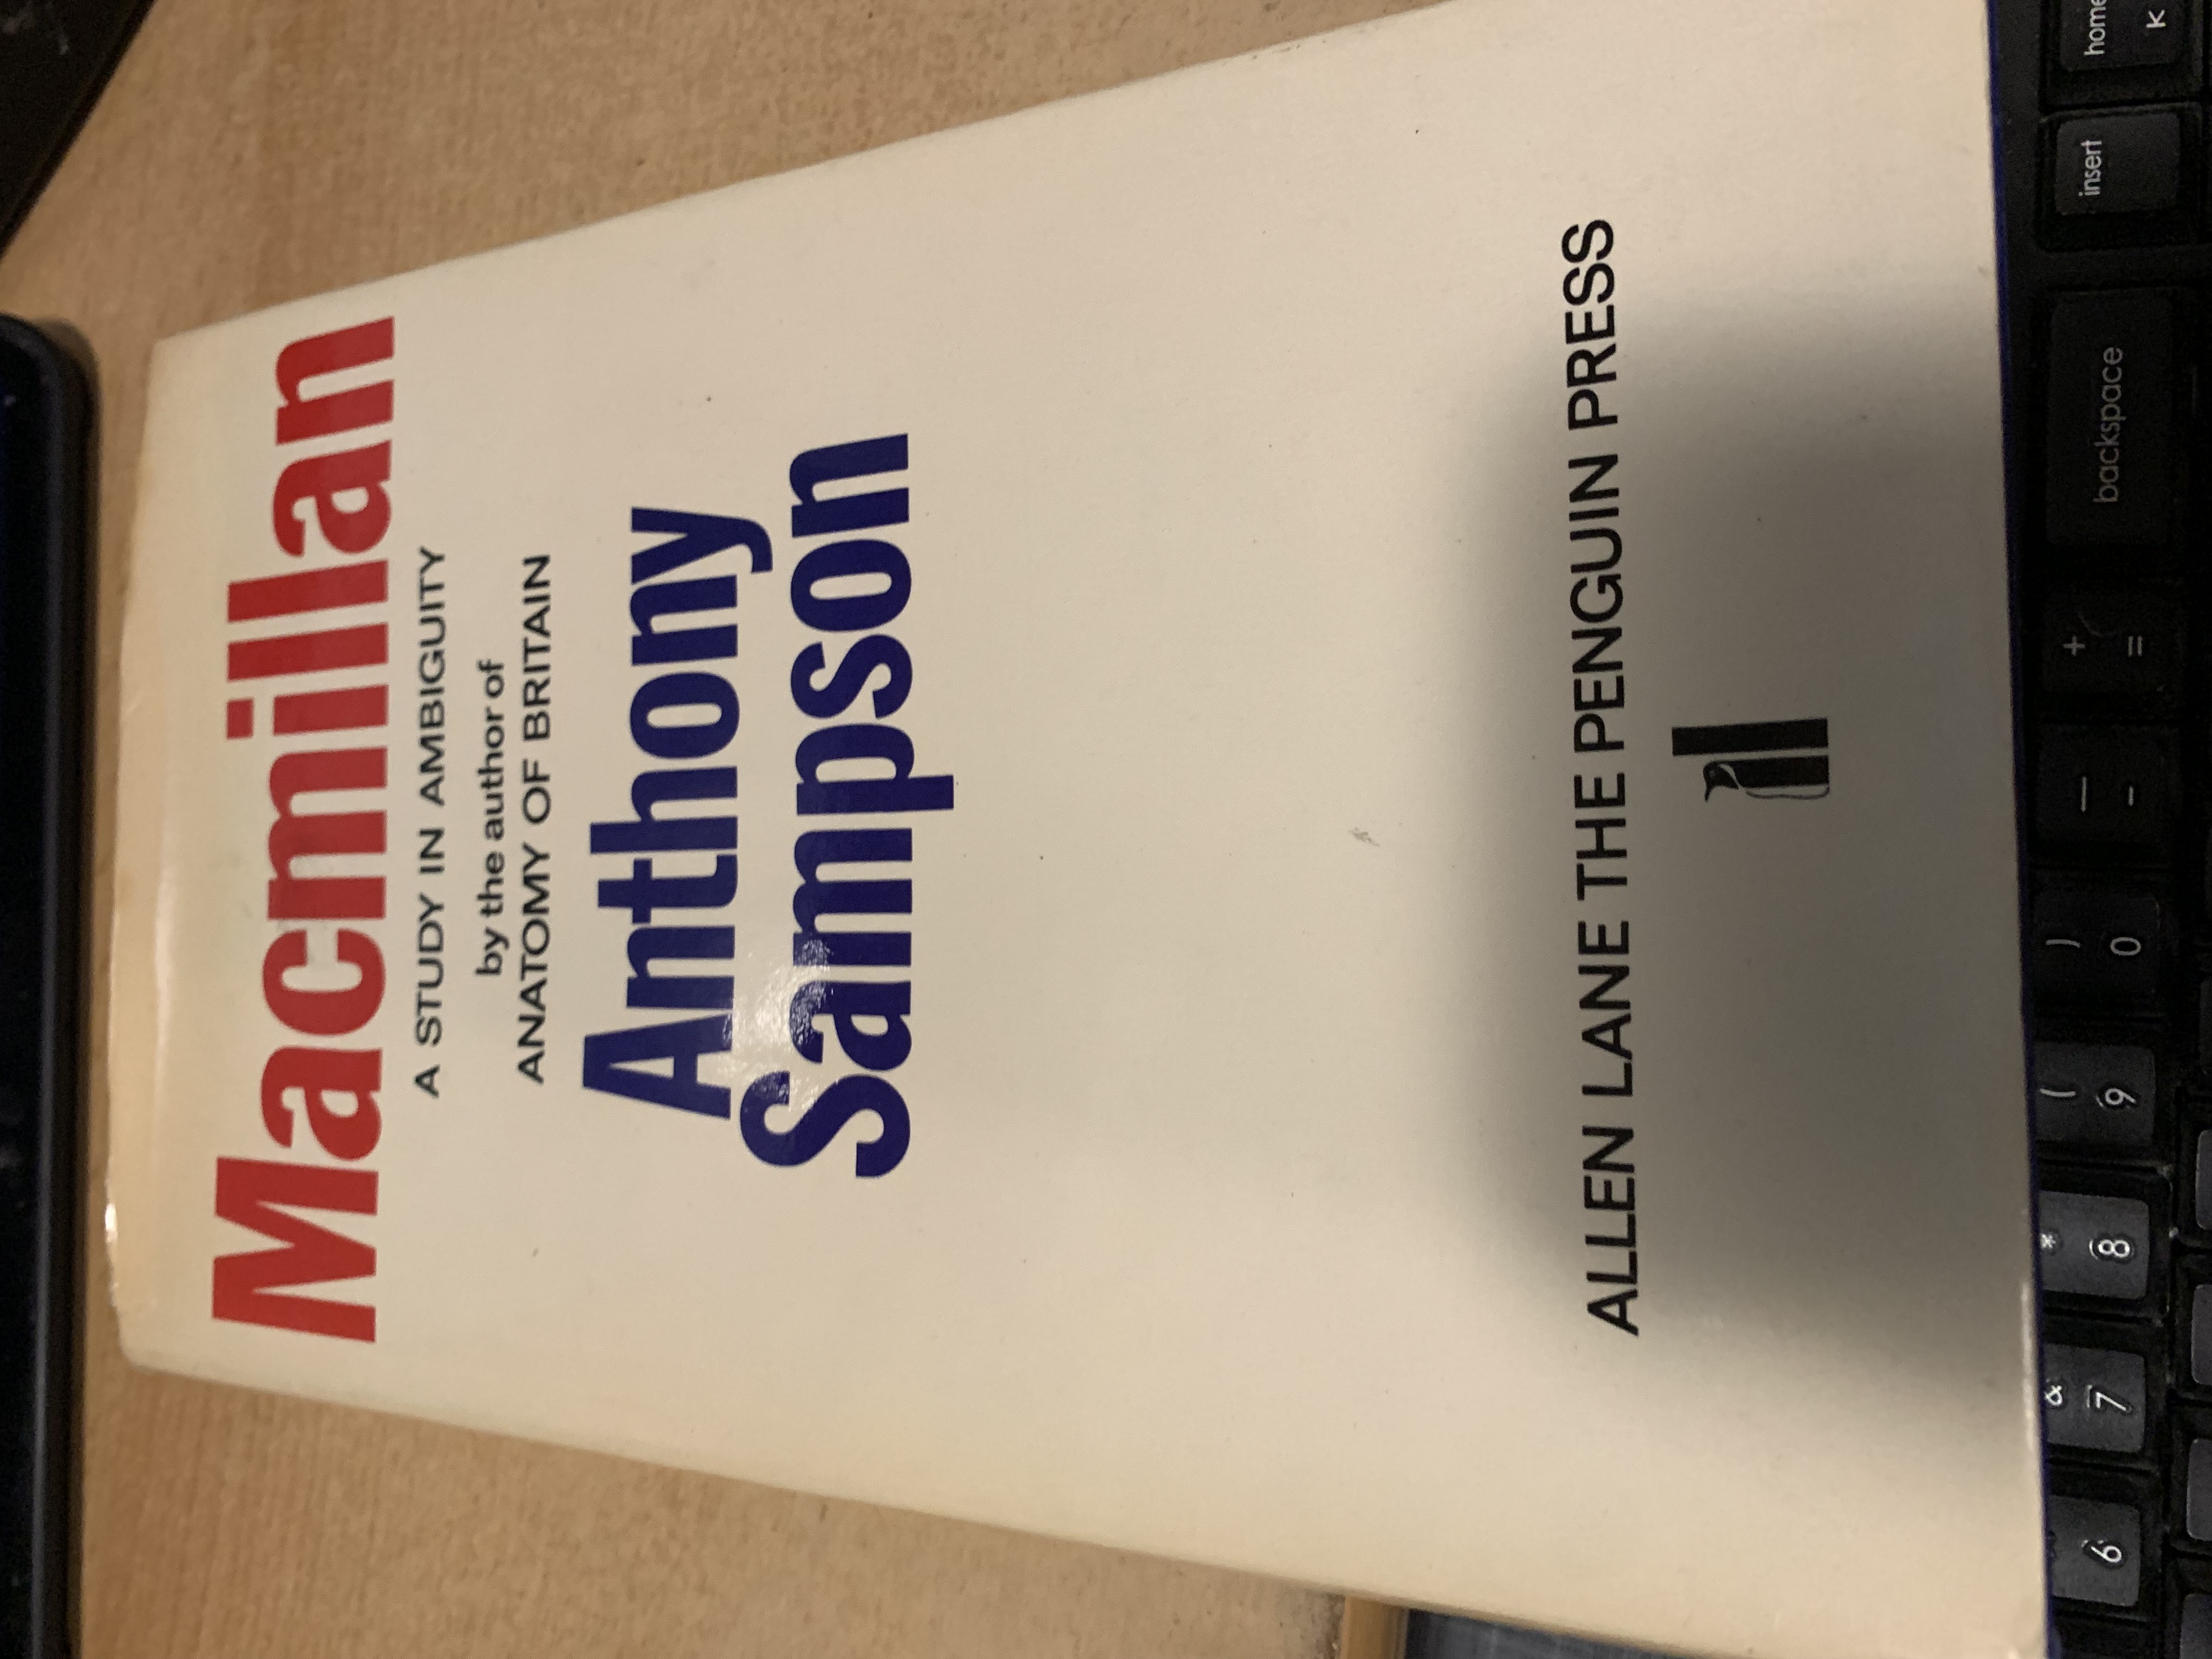 Macmillan
A STUDY IN AMBIGUITY
by the author of
ANATOMY OF BRITAIN
Anthony
Sampson
ALLEN LANE THE PENGUIN PRESS
home
K
insert
backspace
+
=
—
-
)
0
(
9
*
8
&
7
6